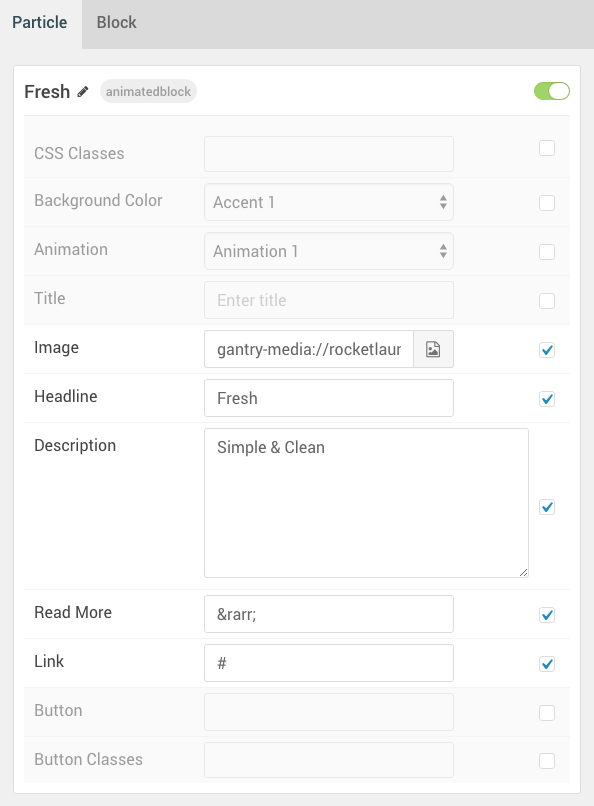 Particle Block
Fresh animatedblock
CSS Classes
Background Color Accent 1
Animation Animation 1
Title Enter title
Image gantry-media://rocketlaur
Headline Fresh
Description Simple & Clean
Read More &rarr;
Link #
Button
Button Classes